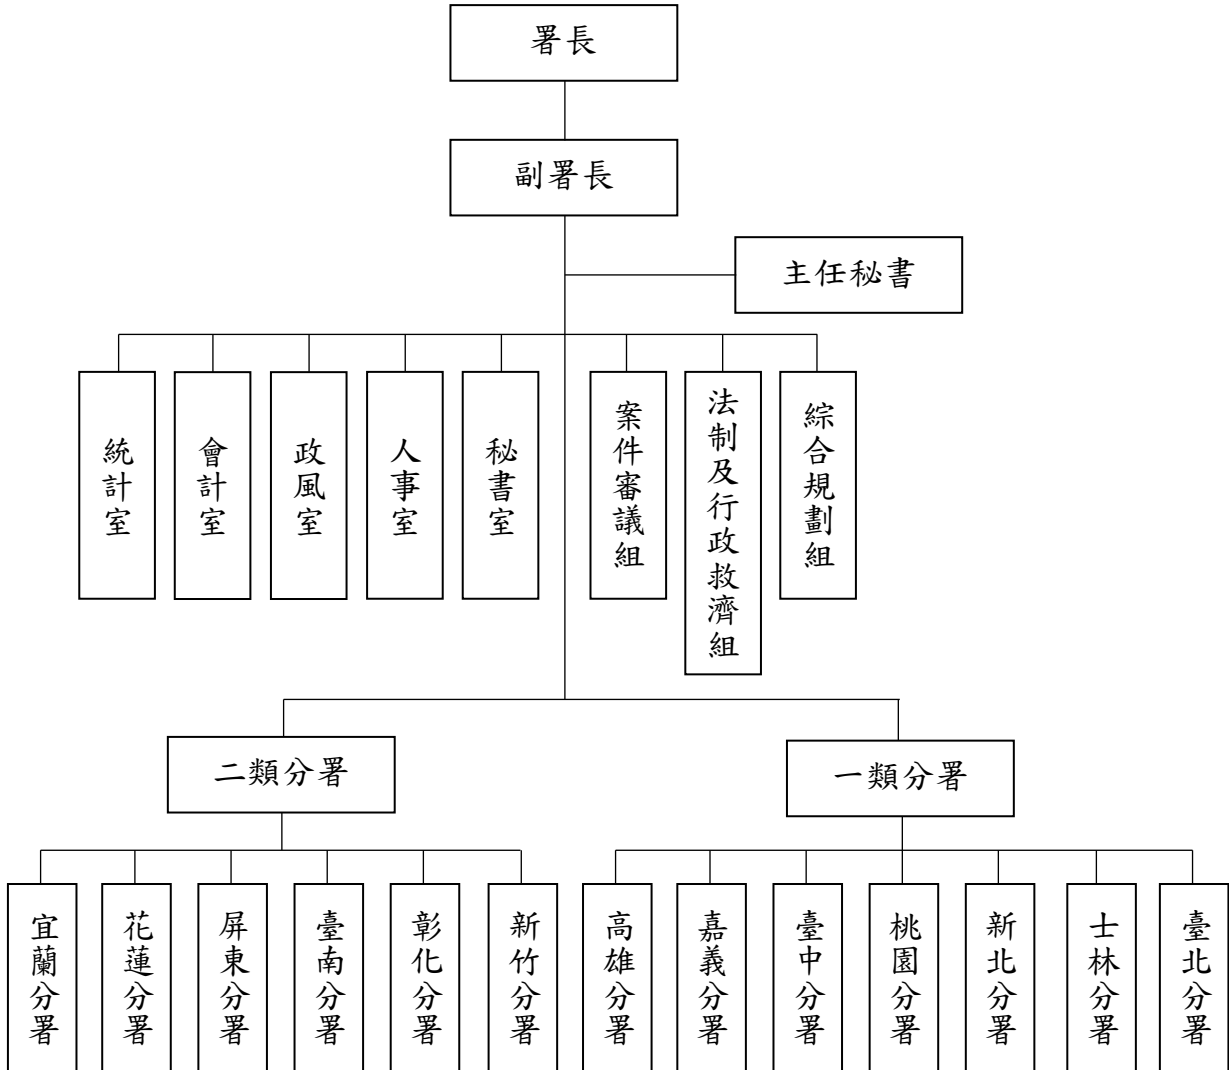 署長
副署長
主任秘書
統計室
會計室
政風室
人事室
秘書室
案件審議組
法制及行政救濟組
綜合規劃組
二類分署
一類分署
宜蘭分署
花蓮分署
屏東分署
臺南分署
彰化分署
新竹分署
高雄分署
嘉義分署
臺中分署
桃園分署
新北分署
士林分署
臺北分署